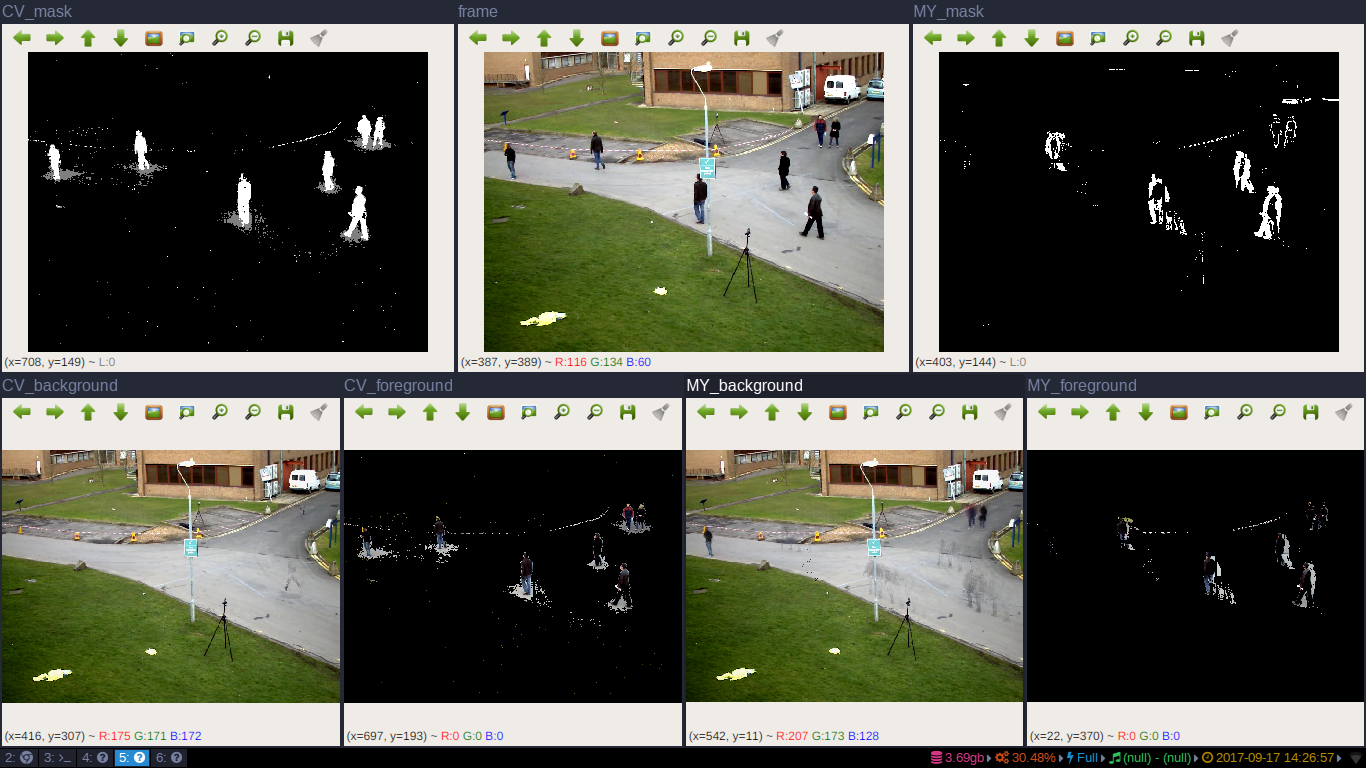 CV_mask
frame
MY_mask
(x=708, y=149) ~ L:0
(x=387, y=389) ~ R:116 G:134 B:60
(x=403, y=144) ~ L:0
CV_background
CV_foreground
MY_background
MY_foreground
(x=416, y=307) ~ R:175 G:171 B:172
(x=697, y=193) ~ R:0 G:0 B:0
(x=542, y=11) ~ R:207 G:173 B:128
(x=22, y=370) ~ R:0 G:0 B:0
2: 3: 4: 5: 6: 3.69gb 30.48% Full (null) - (null) 2017-09-17 14:26:57